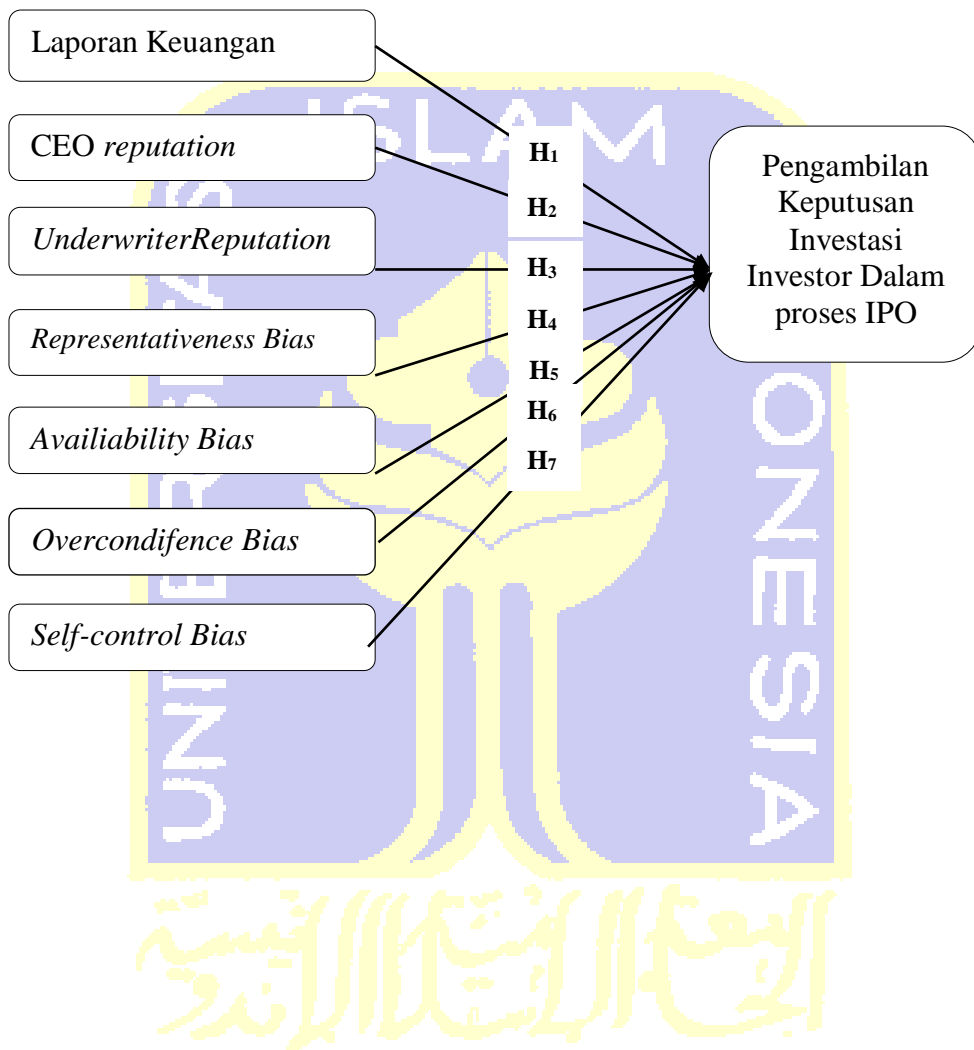 Laporan Keuangan
CEO reputation
UnderwriterReputation
Representativeness Bias
Availiability Bias
Overcondifence Bias
Self-control Bias
H1
H2
H3
H4
H5
H6
H7
Pengambilan
Keputusan
Investasi
Investor Dalam
proses IPO
ISLAM
UNIVERSITAS
INDONESIA